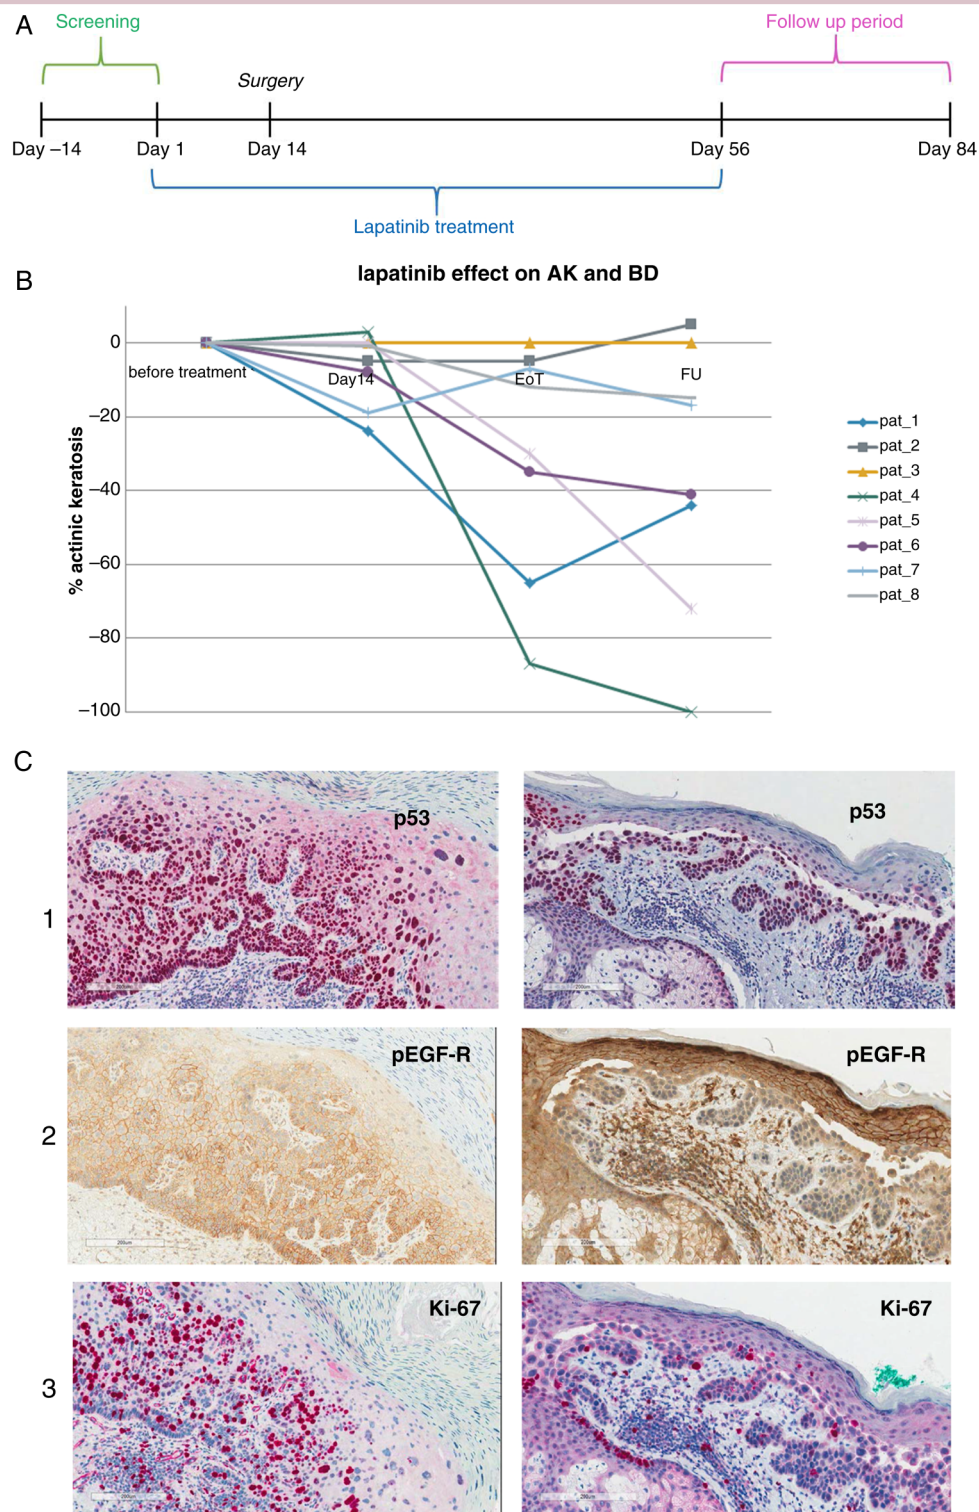 A
Screening
Follow up period
Surgery
Day –14
Day 1
Day 14
Day 56
Day 84
Lapatinib treatment
B
lapatinib effect on AK and BD
% actinic keratosis
0
–20
–40
–60
–80
–100
before treatment
Day14
EoT
FU
pat_1
pat_2
pat_3
pat_4
pat_5
pat_6
pat_7
pat_8
C
1
p53
p53
2
pEGF-R
pEGF-R
200um
3
Ki-67
Ki-67